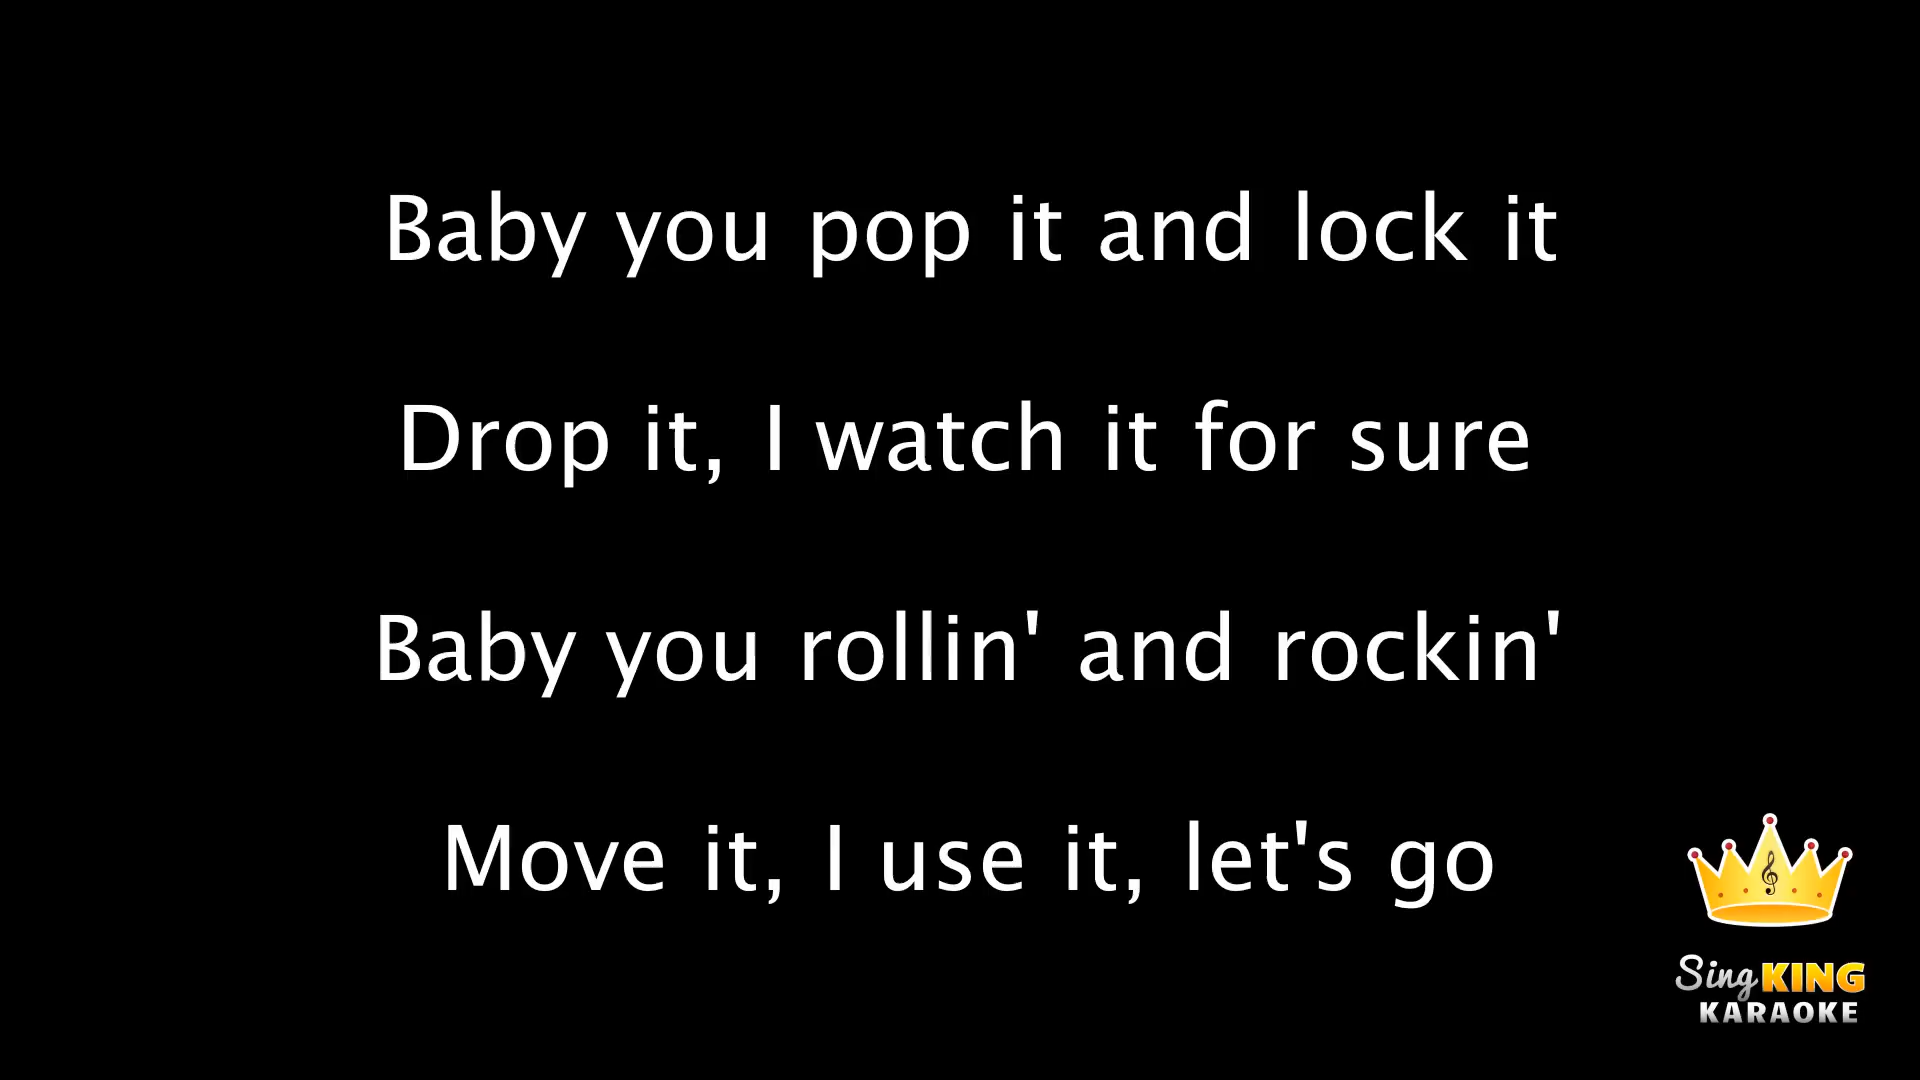 Baby you pop it and lock it
Drop it, I watch it for sure
Baby you rollin' and rockin'
Move it, I use it, let's go
Sing KING
KARAOKE